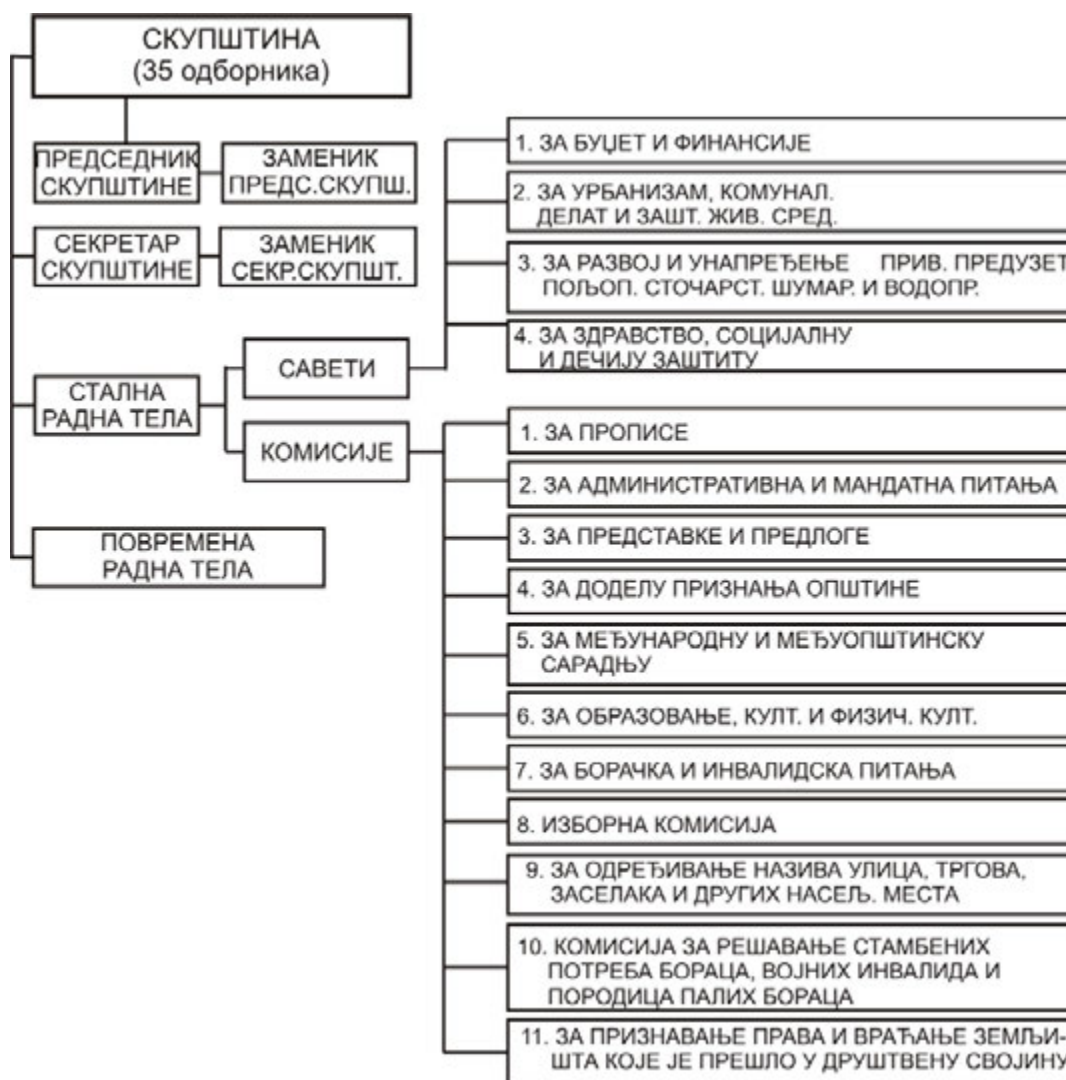 СКУПШТИНА
(35 одборника)
ПРЕДСЕДНИК
СКУПШТИНЕ
ЗАМЕНИК
ПРЕДС.СКУПШ.
СЕКРЕТАР
СКУПШТИНЕ
ЗАМЕНИК
СЕКР.СКУПШТ.
СТАЛНА
РАДНА ТЕЛА
САВЕТИ
КОМИСИЈЕ
ПОВРЕМЕНА
РАДНА ТЕЛА
1. ЗА БУЏЕТ И ФИНАНСИЈЕ
2. ЗА УРБАНИЗАМ, КОМУНАЛ.
ДЕЛАТ И ЗАШТ. ЖИВ. СРЕД.
3. ЗА РАЗВОЈ И УНАПРЕЂЕЊЕ ПРИВ. ПРЕДУЗЕТ
ПОЉОП. СТОЧАРСТ. ШУМАР. И ВОДОПР.
4. ЗА ЗДРАВСТВО, СОЦИЈАЛНУ
И ДЕЧИЈУ ЗАШТИТУ
1. ЗА ПРОПИСЕ
2. ЗА АДМИНИСТРАТИВНА И МАНДАТНА ПИТАЊА
3. ЗА ПРЕДСТАВКЕ И ПРЕДЛОГЕ
4. ЗА ДОДЕЛУ ПРИЗНАЊА ОПШТИНЕ
5. ЗА МЕЂУНАРОДНУ И МЕЂУОПШТИНСКУ
САРАДЊУ
6. ЗА ОБРАЗОВАЊЕ, КУЛТ. И ФИЗИЧ. КУЛТ.
7. ЗА БОРАЧКА И ИНВАЛИДСКА ПИТАЊА
8. ИЗБОРНА КОМИСИЈА
9. ЗА ОДРЕЂИВАЊЕ НАЗИВА УЛИЦА, ТРГОВА,
ЗАСЕЛАКА И ДРУГИХ НАСЕЉ. МЕСТА
10. КОМИСИЈА ЗА РЕШАВАЊЕ СТАМБЕНИХ
ПОТРЕБА БОРАЦА, ВОЈНИХ ИНВАЛИДА И
ПОРОДИЦА ПАЛИХ БОРАЦА
11. ЗА ПРИЗНАВАЊЕ ПРАВА И ВРАЋАЊЕ ЗЕМЉИ-
ШТА КОЈЕ ЈЕ ПРЕШЛО У ДРУШТВЕНУ СВОЈИНУ